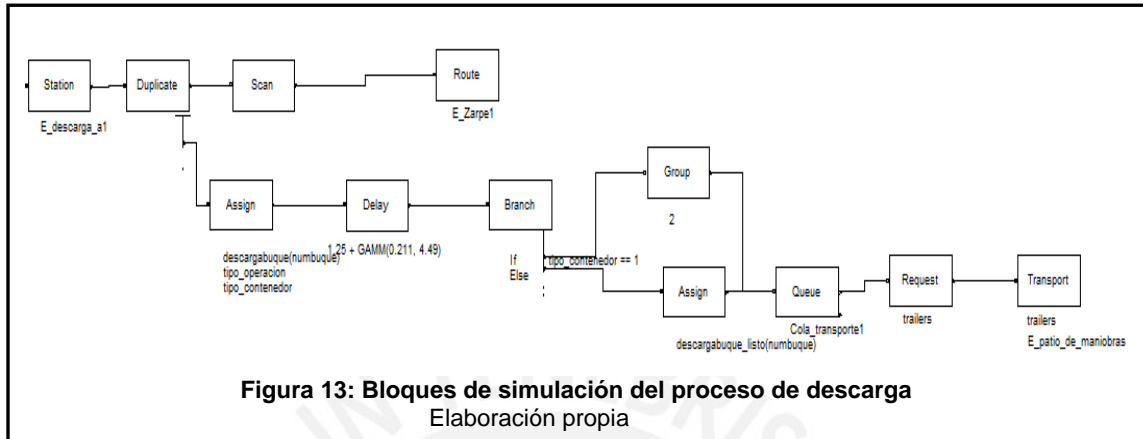 Station
Duplicate
Scan
Route
E_descarga_a1
E_Zarpe1
Group
Assign
Delay
Branch
2
descargabuque(numbuque)
tipo_operacion
tipo_contenedor
1.25 + GAMM(0.211, 4.49)
If tipo_contenedor == 1
Else
Assign
Queue
Request
Transport
descargabuque_listo(numbuque)
Cola_transporte1
trailers
trailers
E_patio_de_maniobras
Figura 13: Bloques de simulación del proceso de descarga
Elaboración propia